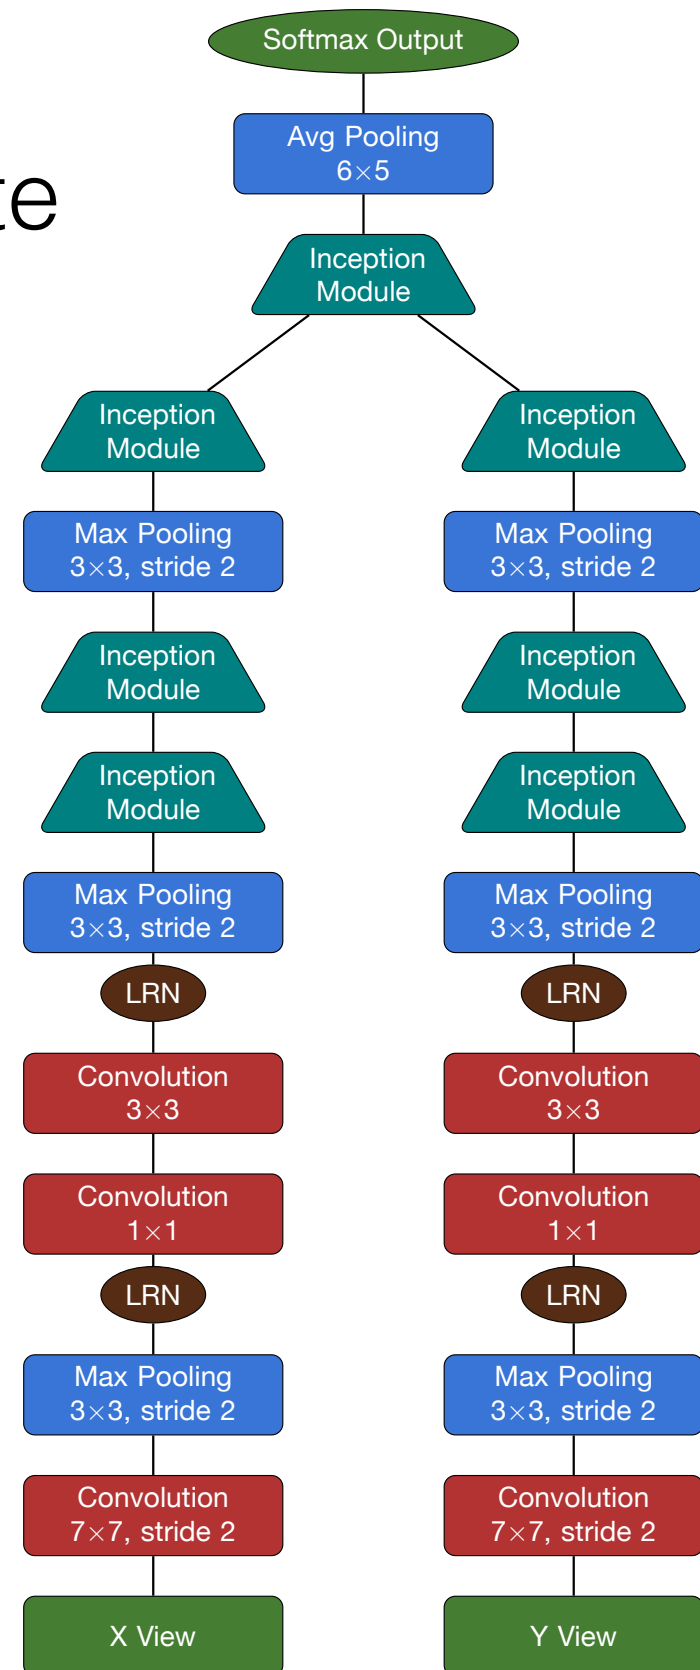 Softmax Output
Avg Pooling
6×5
te
Inception
Module
Inception
Module
Inception
Module
Max Pooling
3×3, stride 2
Max Pooling
3×3, stride 2
Inception
Module
Inception
Module
Inception
Module
Inception
Module
Max Pooling
3×3, stride 2
Max Pooling
3×3, stride 2
LRN
LRN
Convolution
3×3
Convolution
3×3
Convolution
1×1
Convolution
1×1
LRN
LRN
Max Pooling
3×3, stride 2
Max Pooling
3×3, stride 2
Convolution
7×7, stride 2
Convolution
7×7, stride 2
X View
Y View